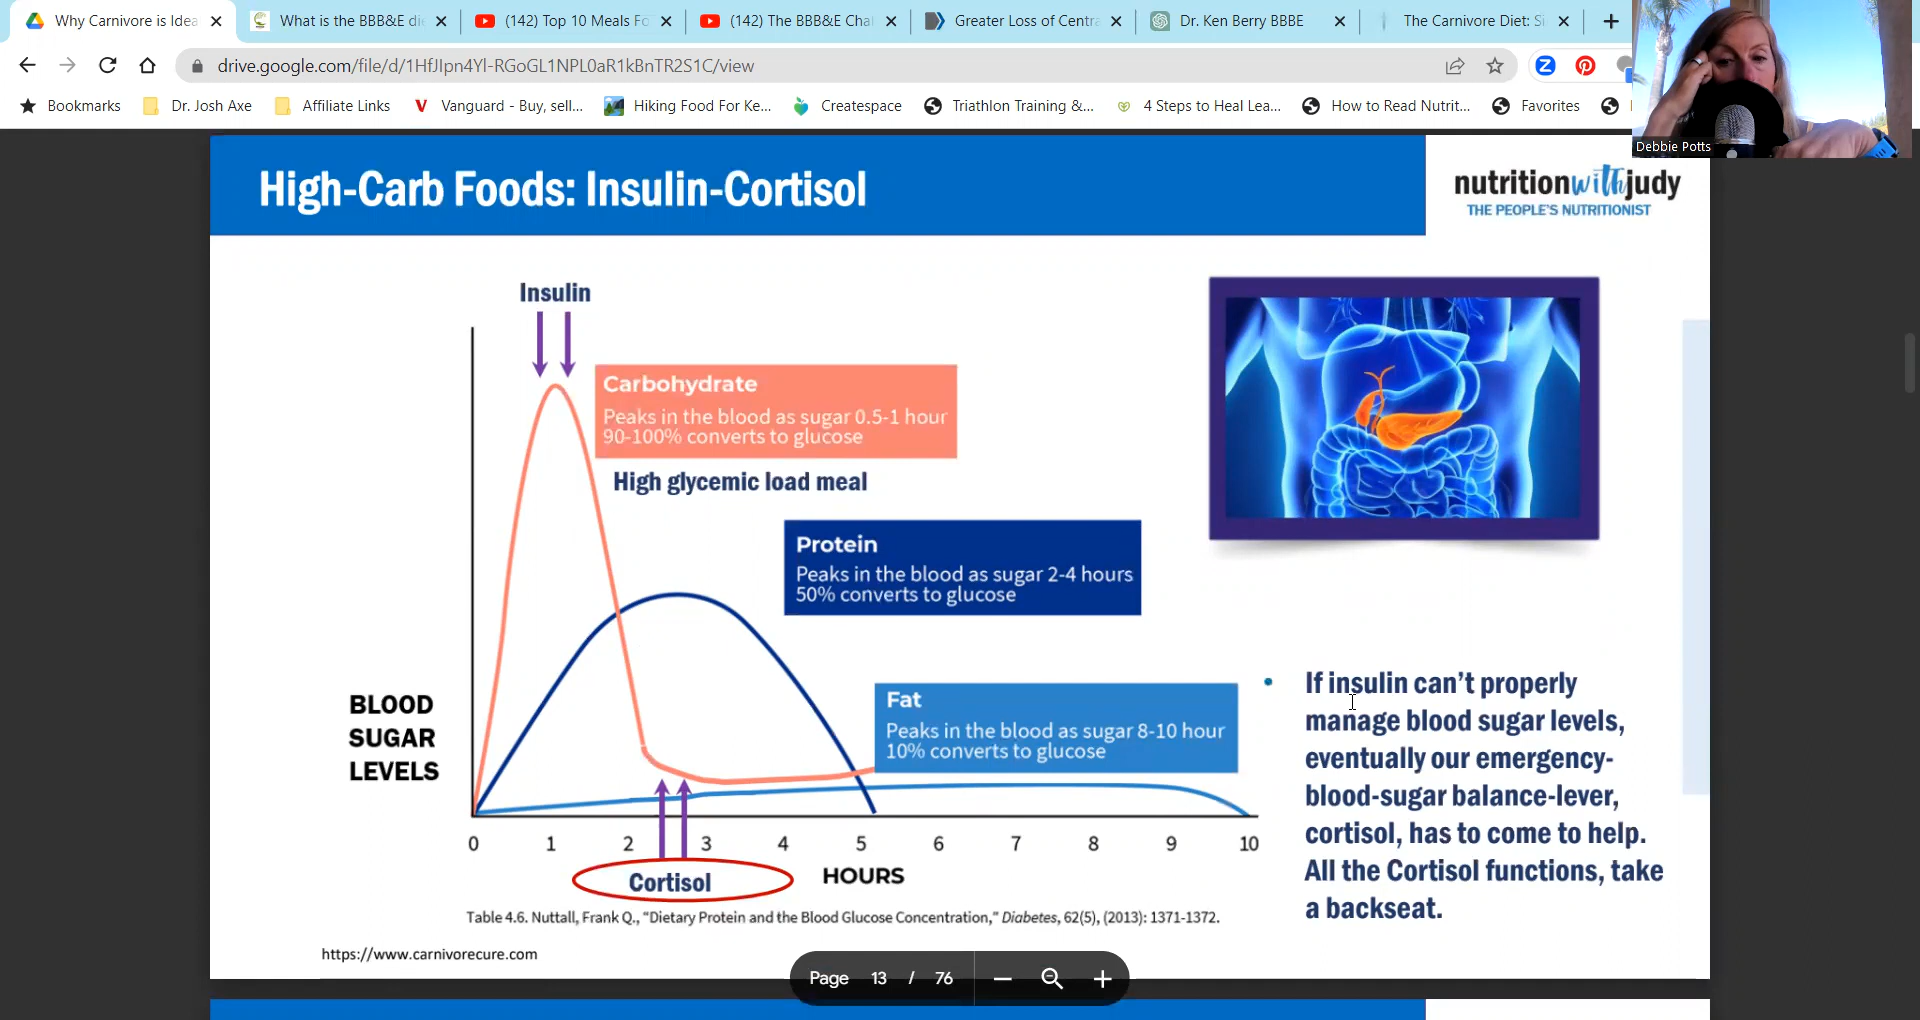 Why Carnivore is Idea
What is the BBB&E di
(142) Top 10 Meals Fo
(142) The BBB&E Cha
Greater Loss of Centra
Dr. Ken Berry BBBE
The Carnivore Diet: Si
drive.google.com/file/d/1HfJIpn4Yl-RGoGL1NPL0aR1kBnTR2S1C/view
Bookmarks
Dr. Josh Axe
Affiliate Links
Vanguard - Buy, sell...
Hiking Food For Ke...
Createspace
Triathlon Training &...
4 Steps to Heal Lea...
How to Read Nutrit...
Favorites
Debbie Potts
High-Carb Foods: Insulin-Cortisol
nutritionwithjudy
THE PEOPLE'S NUTRITIONIST
Insulin
Carbohydrate
Peaks in the blood as sugar 0.5-1 hour
90-100% converts to glucose
High glycemic load meal
Protein
Peaks in the blood as sugar 2-4 hours
50% converts to glucose
Fat
Peaks in the blood as sugar 8-10 hour
10% converts to glucose
BLOOD
SUGAR
LEVELS
0 1 2 3 4 5 6 7 8 9 10
Cortisol
HOURS
• If insulin can't properly
manage blood sugar levels,
eventually our emergency-
blood-sugar balance-lever,
cortisol, has to come to help.
All the Cortisol functions, take
a backseat.
Table 4.6. Nuttall, Frank Q., "Dietary Protein and the Blood Glucose Concentration," Diabetes, 62(5), (2013): 1371-1372.
https://www.carnivorecure.com
Page 13 / 76